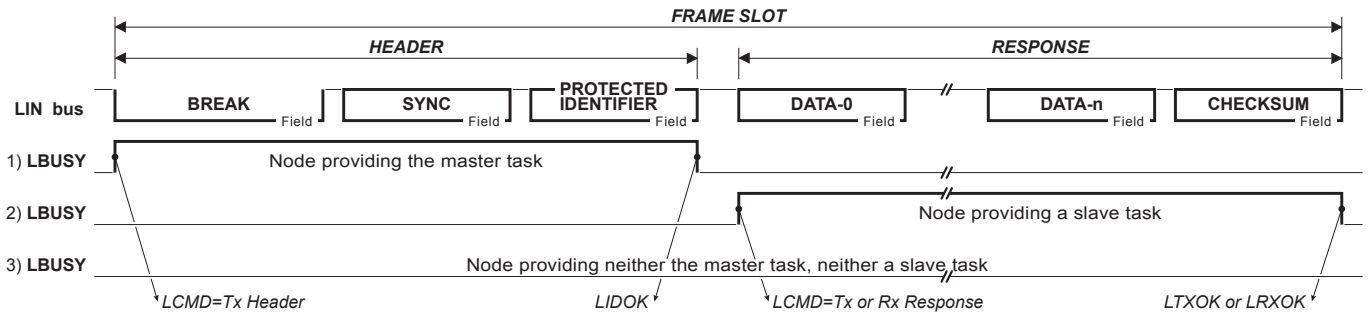 FRAME SLOT
HEADER RESPONSE
LIN bus BREAK Field SYNC Field PROTECTED IDENTIFIER Field DATA-0 Field DATA-n Field CHECKSUM Field
1) LBUSY Node providing the master task
2) LBUSY Node providing a slave task
3) LBUSY Node providing neither the master task, neither a slave task
LCMD=Tx Header LIDOK LCMD=Tx or Rx Response LTXOK or LRXOK